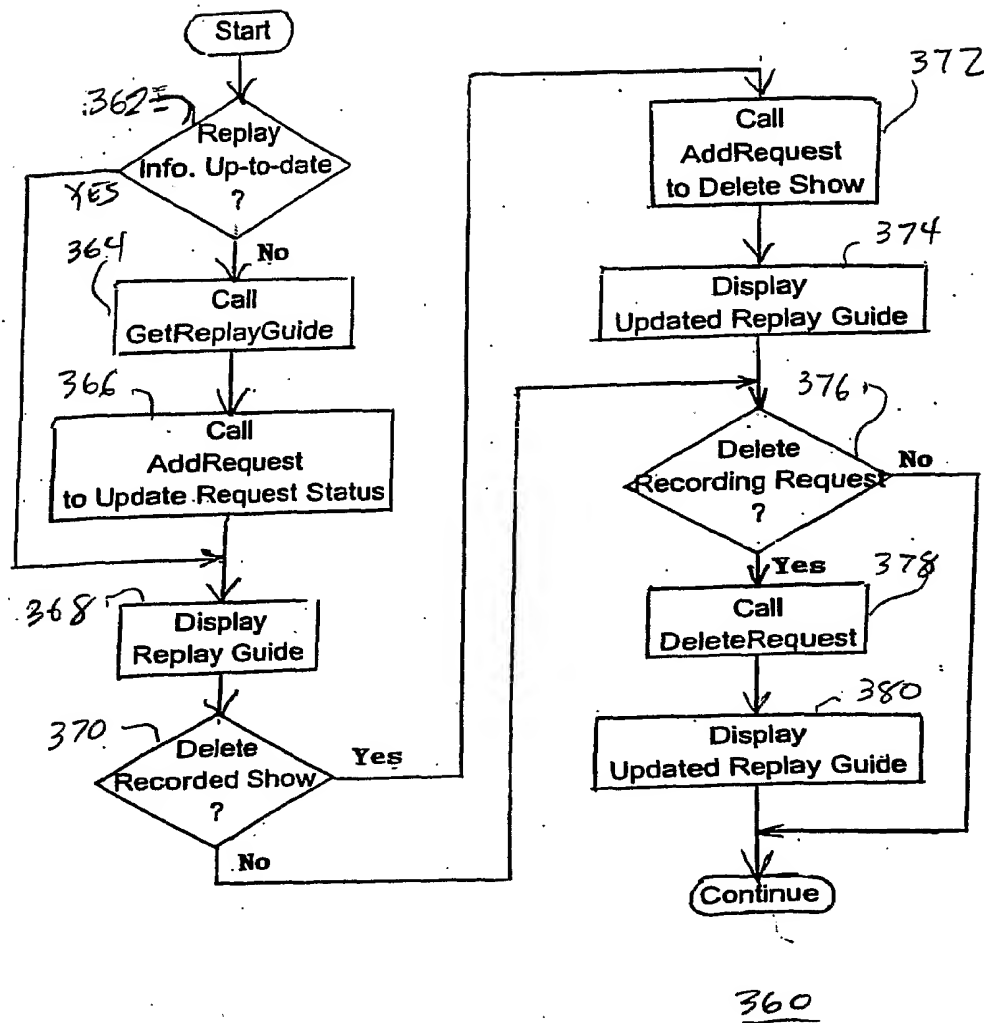 Start
362
Replay
Info. Up-to-date
?
YES
No
364
Call
GetReplayGuide
366
Call
AddRequest
to Update Request Status
368
Display
Replay Guide
370
Delete
Recorded Show
?
Yes
No
372
Call
AddRequest
to Delete Show
374
Display
Updated Replay Guide
376
Delete
Recording Request
?
No
Yes
378
Call
DeleteRequest
380
Display
Updated Replay Guide
Continue
360